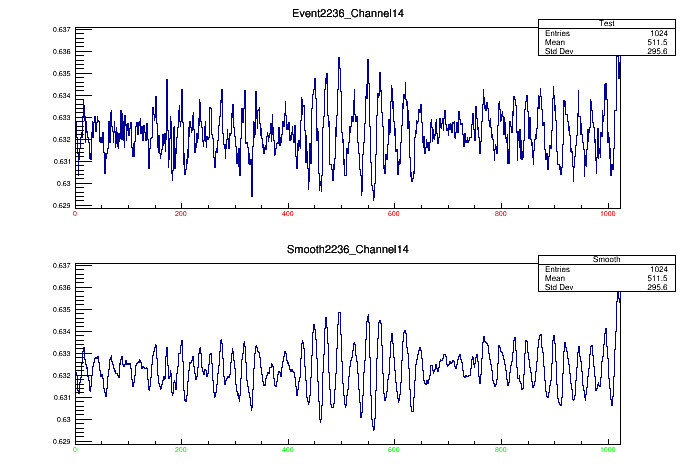 Event2236_Channel14
Test
Entries 1024
Mean 511.5
Std Dev 295.6
0.637
0.636
0.635
0.634
0.633
0.632
0.631
0.63
0.629
0 200 400 600 800 1000
Smooth2236_Channel14
Smooth
Entries 1024
Mean 511.5
Std Dev 295.6
0.637
0.636
0.635
0.634
0.633
0.632
0.631
0.63
0.629
0 200 400 600 800 1000